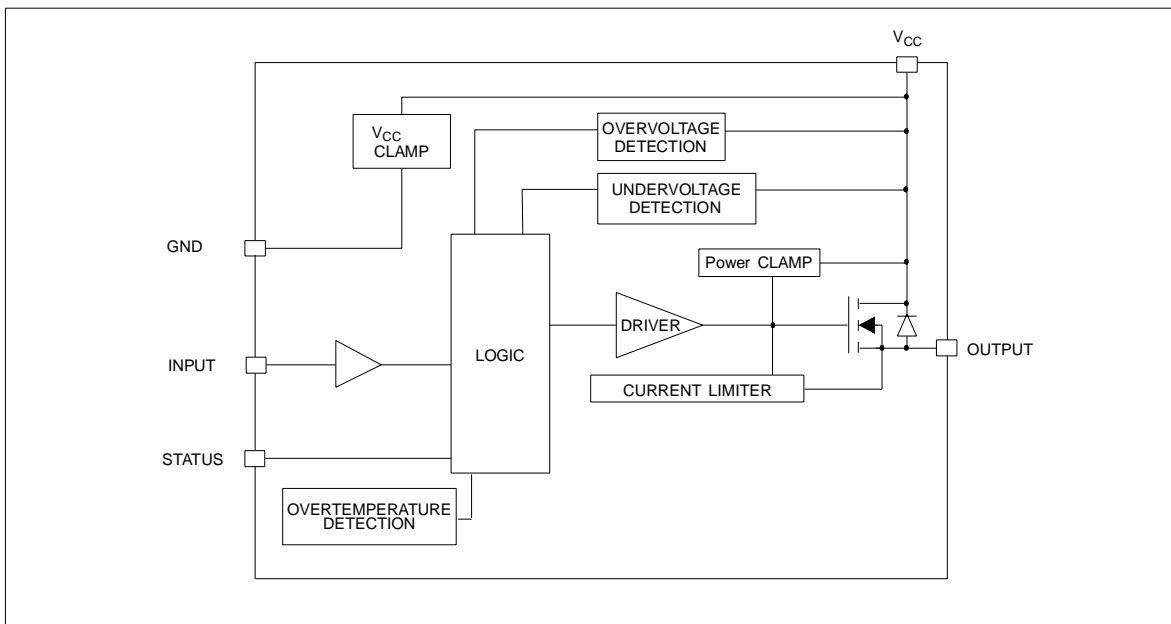 VCC
VCC
CLAMP
OVERVOLTAGE
DETECTION
UNDERVOLTAGE
DETECTION
GND
Power CLAMP
DRIVER
LOGIC
OUTPUT
INPUT
CURRENT LIMITER
STATUS
OVERTEMPERATURE
DETECTION